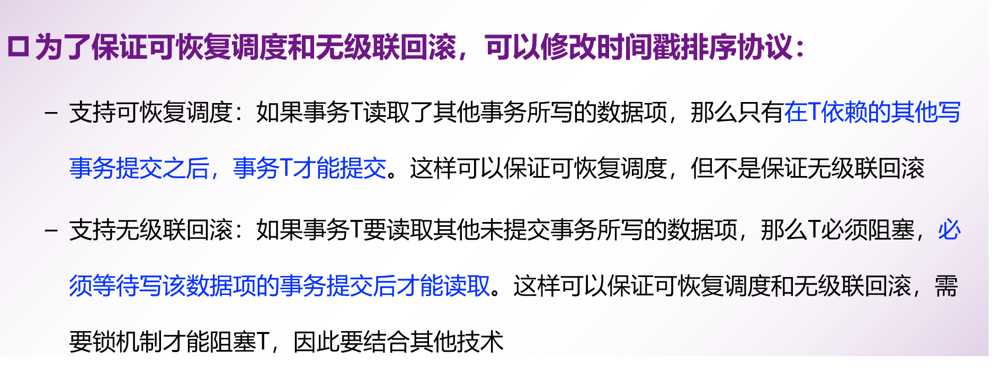 为了保证可恢复调度和无级联回滚，可以修改时间戳排序协议：
– 支持可恢复调度：如果事务T读取了其他事务所写的数据项，那么只有在T依赖的其他写
事务提交之后，事务T才能提交。这样可以保证可恢复调度，但不是保证无级联回滚
– 支持无级联回滚：如果事务T要读取其他未提交事务所写的数据项，那么T必须阻塞，必
须等待写该数据项的事务提交后才能读取。这样可以保证可恢复调度和无级联回滚，需
要锁机制才能阻塞T，因此要结合其他技术